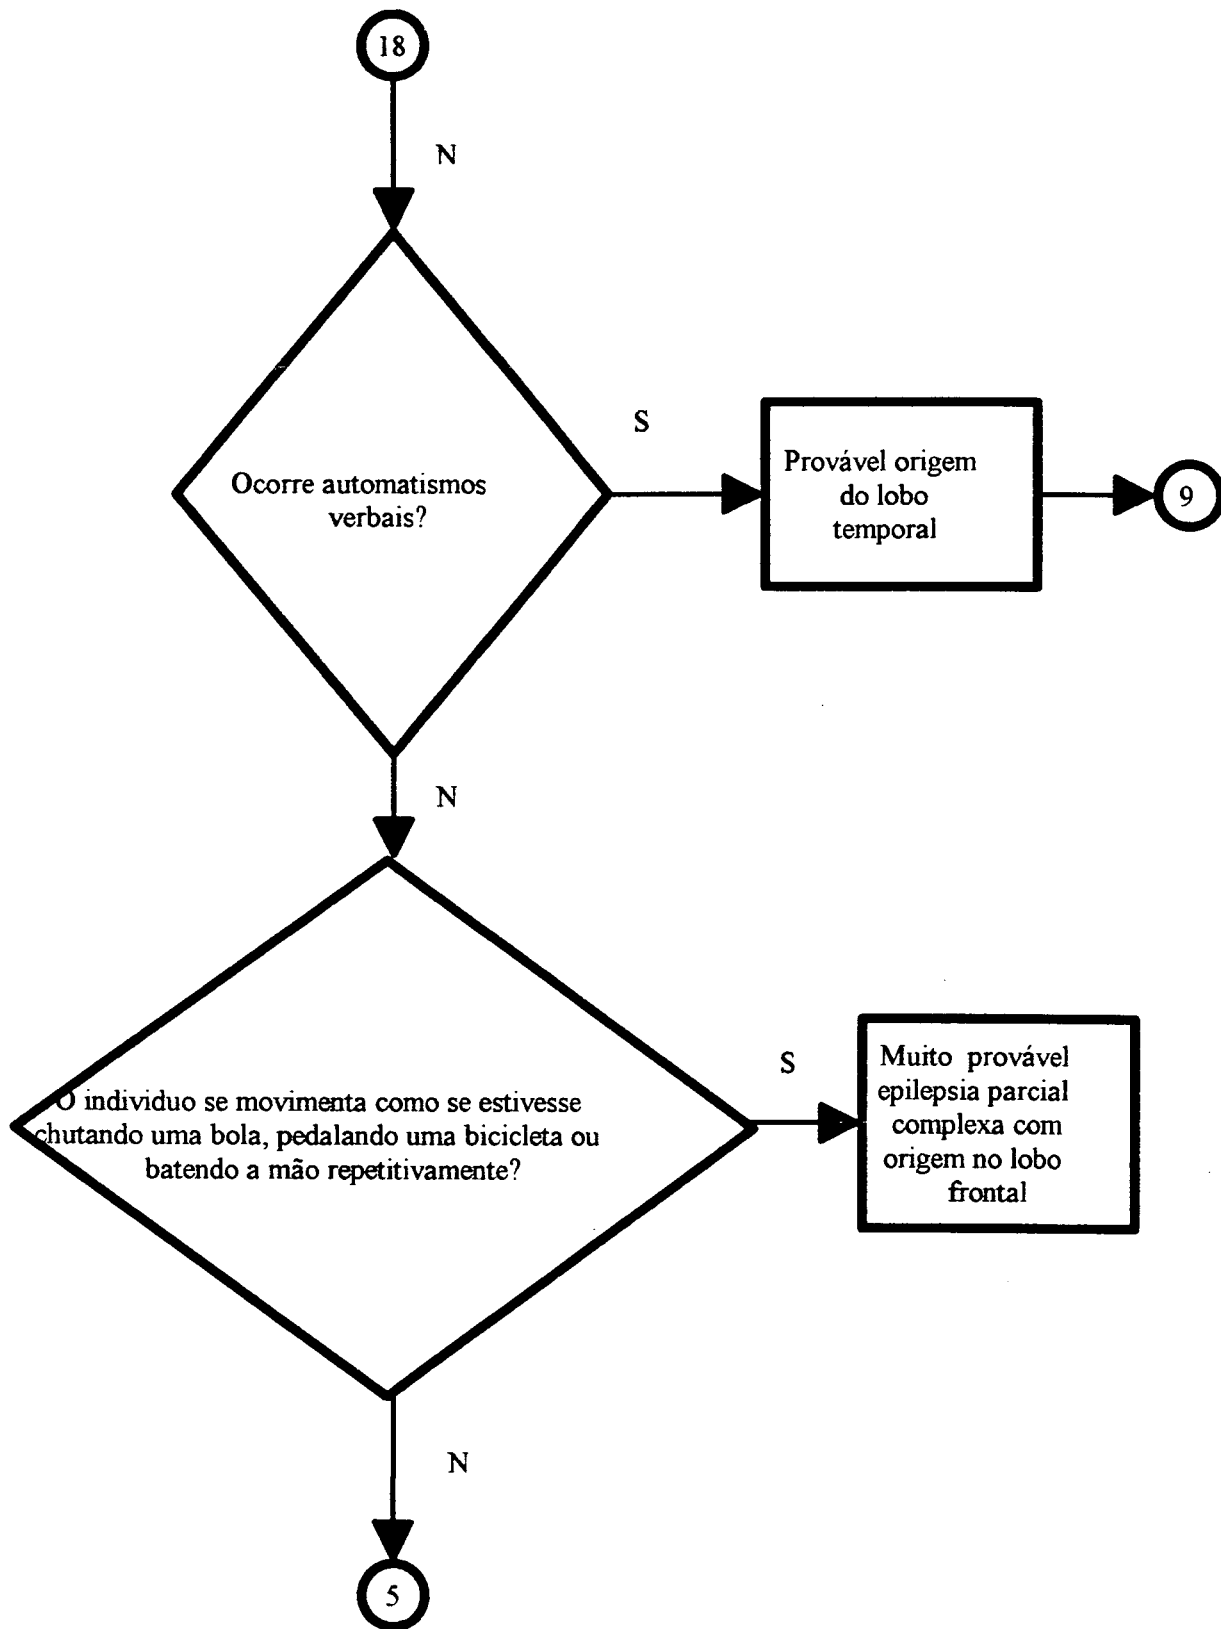 18
N
Ocorre automatismos
verbais?
S
Provável origem
do lobo
temporal
9
N
O individuo se movimenta como se estivesse
chutando uma bola, pedalando uma bicicleta ou
batendo a mão repetitivamente?
S
Muito provável
epilepsia parcial
complexa com
origem no lobo
frontal
N
5